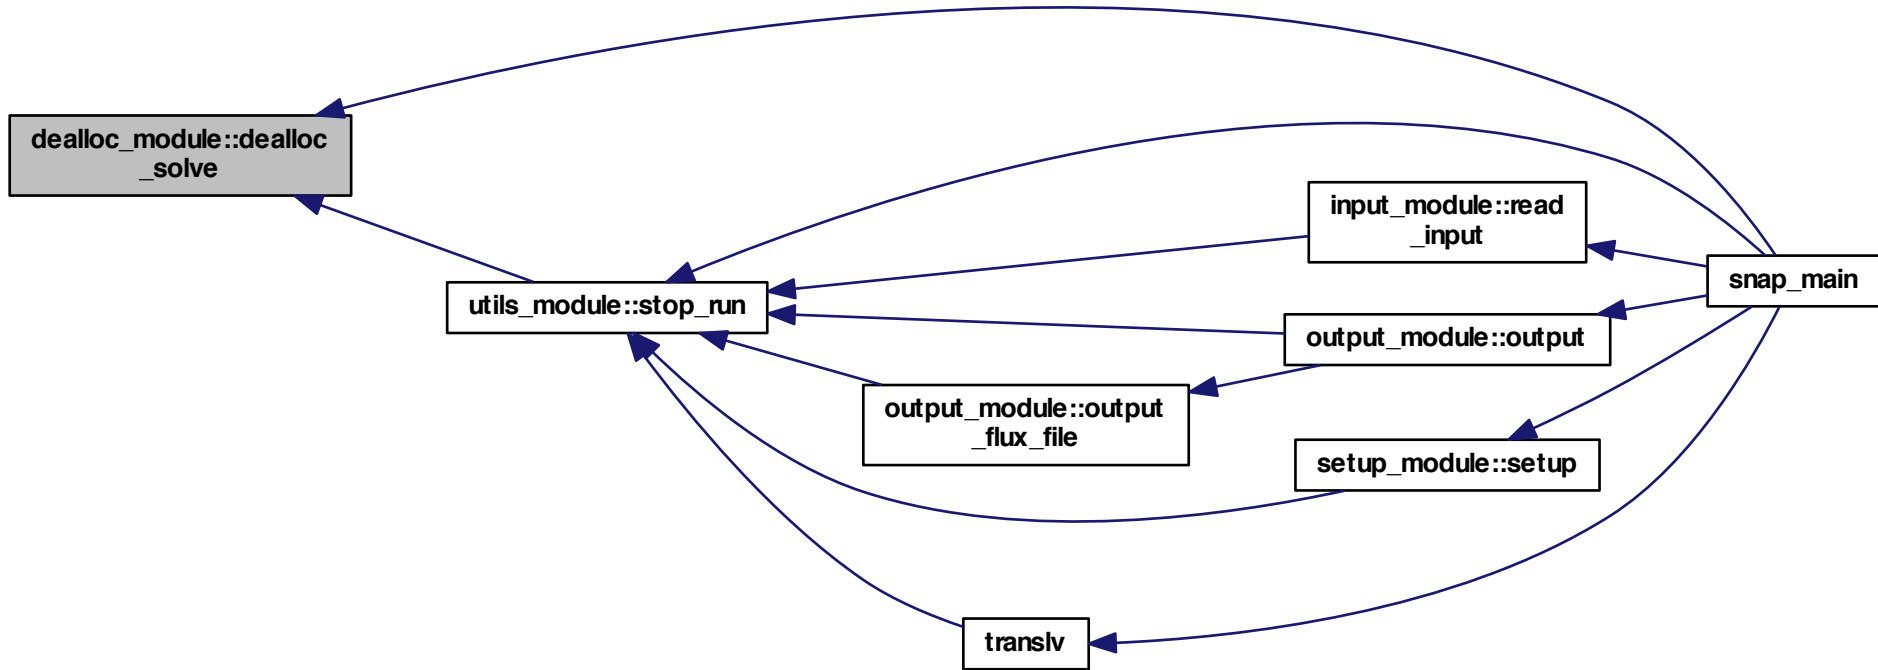 dealloc_module::dealloc
_solve
utils_module::stop_run
input_module::read
_input
output_module::output
output_module::output
_flux_file
setup_module::setup
translv
snap_main